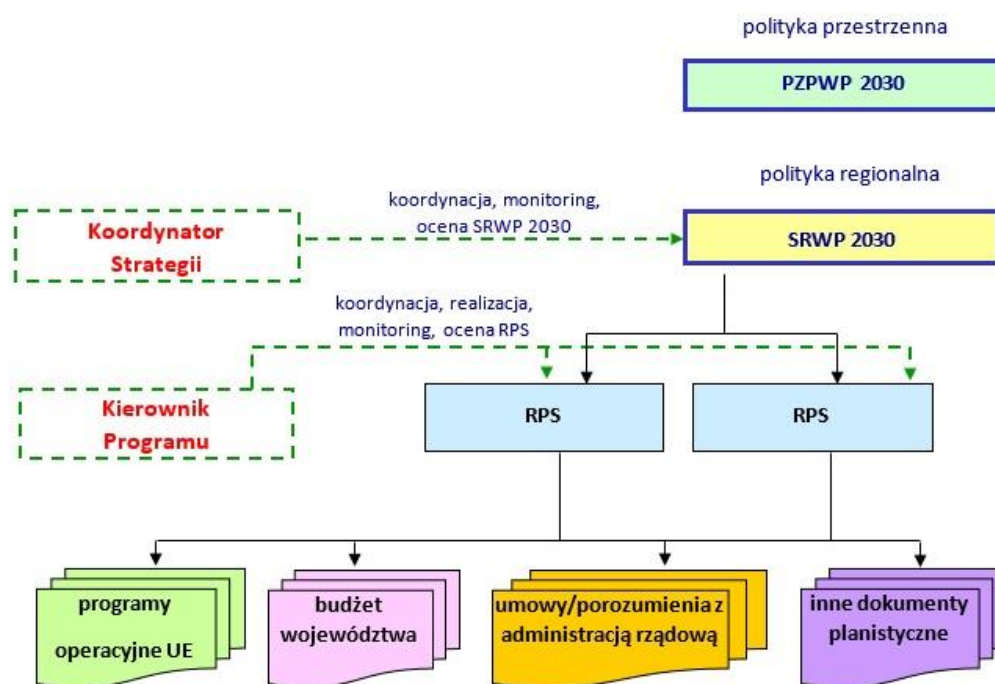 polityka przestrzenna
PZPWP 2030
polityka regionalna
koordynacja, monitoring,
ocena SRWP 2030
Koordynator
Strategii
SRWP 2030
koordynacja, realizacja,
monitoring, ocena RPS
Kierownik
Programu
RPS
RPS
programy
operacyjne UE
budżet
województwa
umowy/porozumienia z
administracją rządową
inne dokumenty
planistyczne